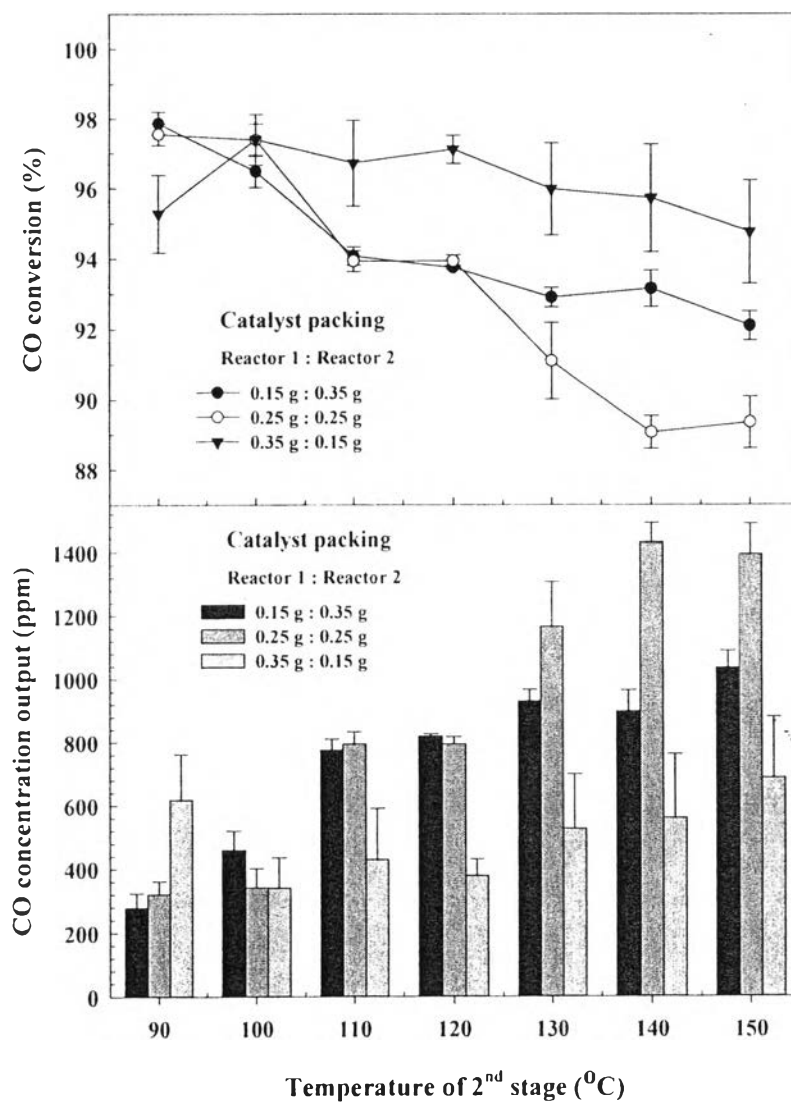 100
98
96
94
92
90
88
CO conversion (%)
Catalyst packing
Reactor 1 : Reactor 2
0.15 g : 0.35 g
0.25 g : 0.25 g
0.35 g : 0.15 g
1400
1200
1000
800
600
400
200
0
CO concentration output (ppm)
Catalyst packing
Reactor 1 : Reactor 2
0.15 g : 0.35 g
0.25 g : 0.25 g
0.35 g : 0.15 g
90 100 110 120 130 140 150
Temperature of 2nd stage (OC)